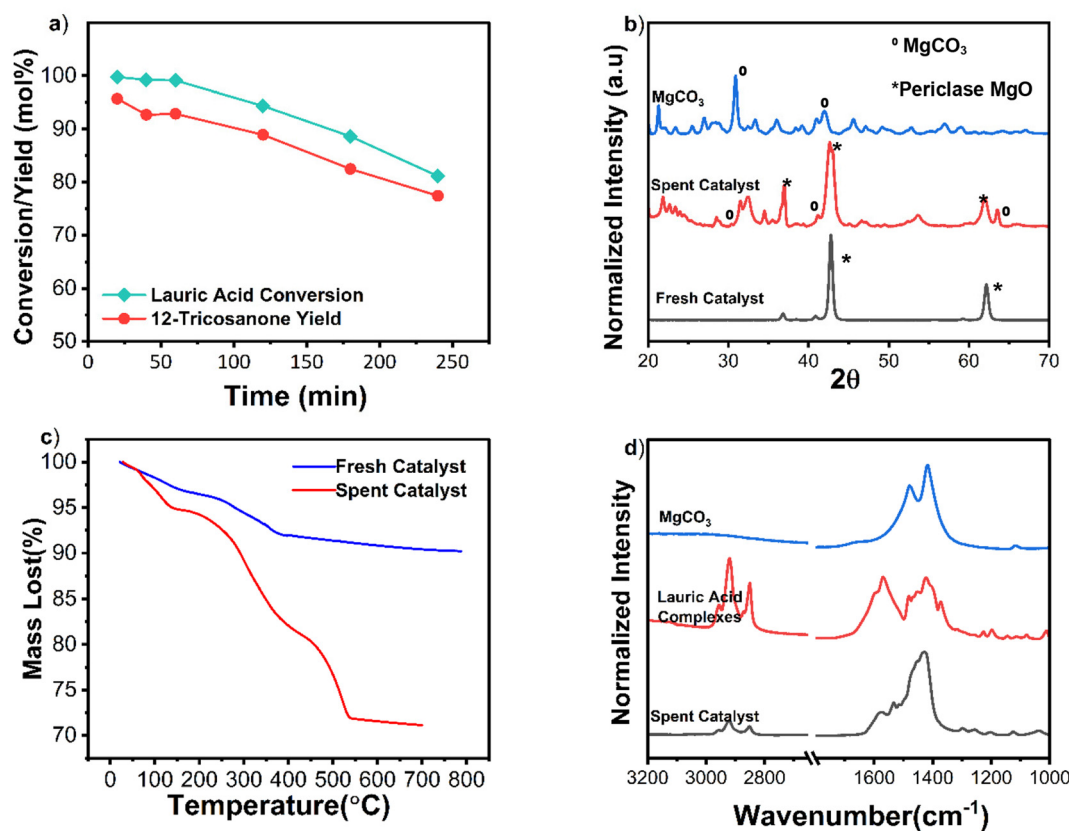 a)
Conversion/Yield (mol%)
100
90
80
70
60
50
Lauric Acid Conversion
12-Tricosanone Yield
0 50 100 150 200 250
Time (min)
b)
Normalized Intensity (a.u)
o MgCO₃
*Periclase MgO
MgCO₃
o
o
Spent Catalyst
o
*
o
*
*
o
Fresh Catalyst
*
*
20 30 40 50 60 70
2θ
c)
Mass Lost(%)
100
95
90
85
80
75
70
Fresh Catalyst
Spent Catalyst
0 100 200 300 400 500 600 700 800
Temperature(°C)
d)
Normalized Intensity
MgCO₃
Lauric Acid
Complexes
Spent Catalyst
3200 3000 2800 1600 1400 1200 1000
Wavenumber(cm⁻¹)